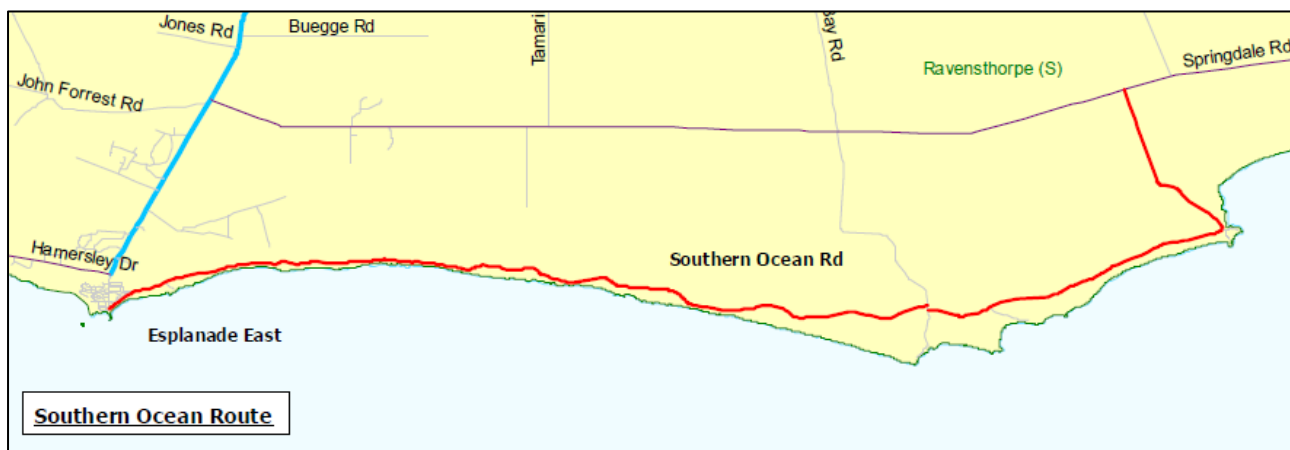 Jones Rd
Buegge Rd
Tamari
Bay Rd
Springdale Rd
Ravensthorpe (S)
John Forrest Rd
Hamersley Dr
Southern Ocean Rd
Esplanade East
Southern Ocean Route